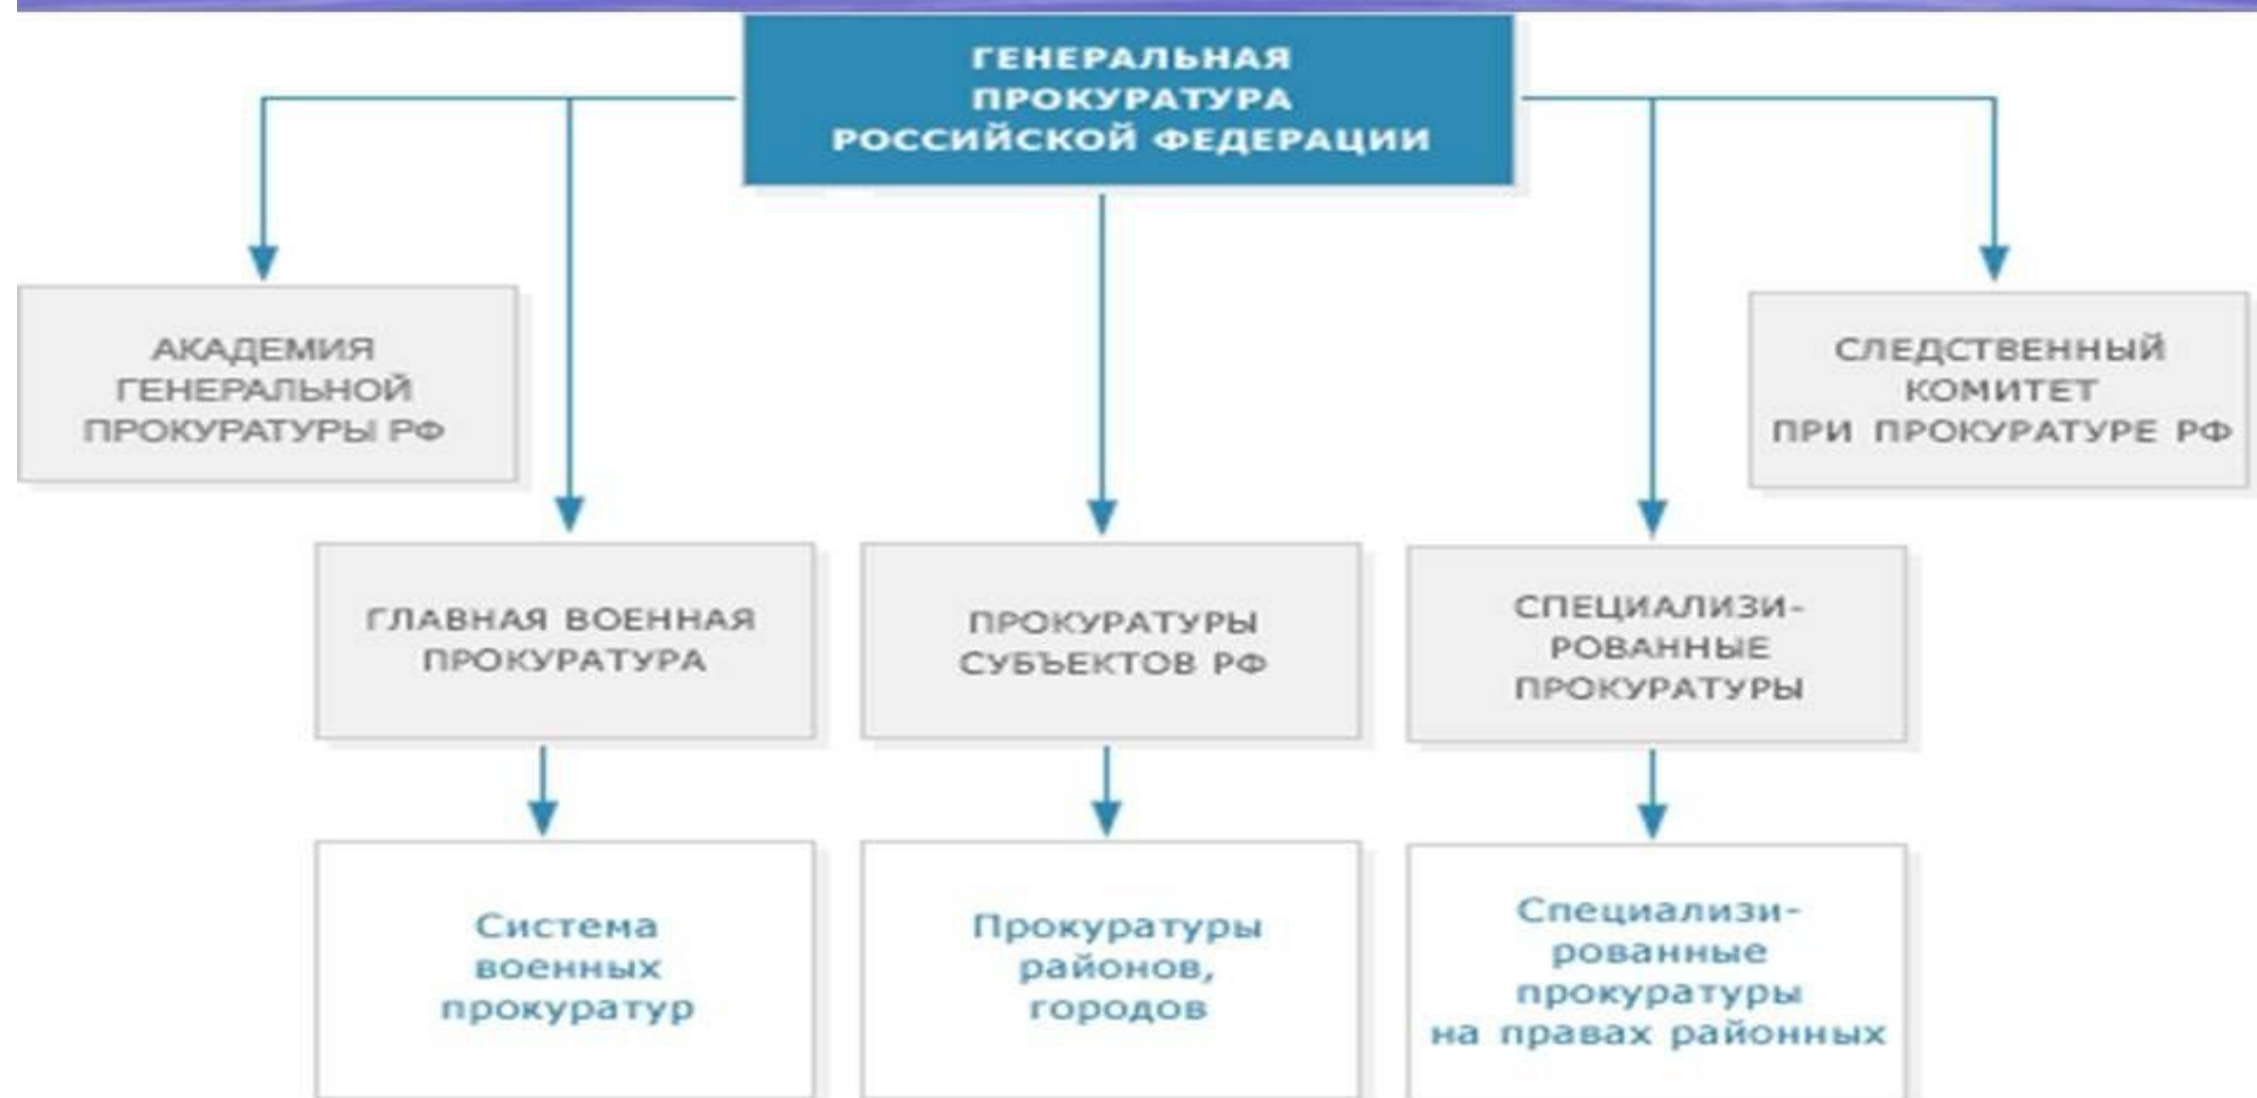 ГЕНЕРАЛЬНАЯ
ПРОКУРАТУРА
РОССИЙСКОЙ ФЕДЕРАЦИИ
АКАДЕМИЯ
ГЕНЕРАЛЬНОЙ
ПРОКУРАТУРЫ РФ
СЛЕДСТВЕННЫЙ
КОМИТЕТ
ПРИ ПРОКУРАТУРЕ РФ
ГЛАВНАЯ ВОЕННАЯ
ПРОКУРАТУРА
ПРОКУРАТУРЫ
СУБЪЕКТОВ РФ
СПЕЦИАЛИЗИ-
РОВАННЫЕ
ПРОКУРАТУРЫ
Система
военных
прокуратур
Прокуратуры
районов,
городов
Специализи-
рованные
прокуратуры
на правах районных